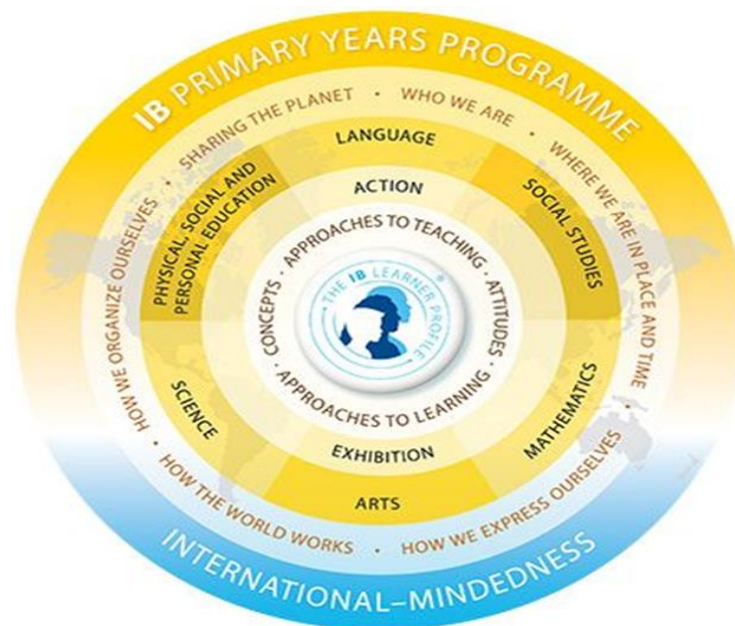 IB PRIMARY YEARS PROGRAMME
SHARING THE PLANET · WHO WE ARE · WHERE WE ARE IN PLACE AND TIME · HOW WE EXPRESS OURSELVES · HOW THE WORLD WORKS · HOW WE ORGANIZE OURSELVES ·
LANGUAGE
SOCIAL STUDIES
MATHEMATICS
ARTS
SCIENCE
PHYSICAL, SOCIAL AND
PERSONAL EDUCATION
ACTION
EXHIBITION
APPROACHES TO TEACHING · ATTITUDES · APPROACHES TO LEARNING · CONCEPTS ·
THE IB LEARNER PROFILE
®
INTERNATIONAL–MINDEDNESS